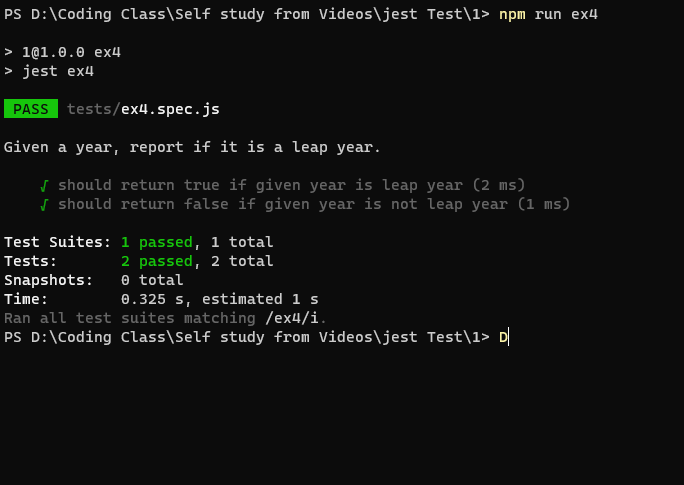 PS D:\Coding Class\Self study from Videos\jest Test\1> npm run ex4
> 1@1.0.0 ex4
> jest ex4
PASS tests/ex4.spec.js
Given a year, report if it is a leap year.
√ should return true if given year is leap year (2 ms)
√ should return false if given year is not leap year (1 ms)
Test Suites: 1 passed, 1 total
Tests: 2 passed, 2 total
Snapshots: 0 total
Time: 0.325 s, estimated 1 s
Ran all test suites matching /ex4/i.
PS D:\Coding Class\Self study from Videos\jest Test\1> D